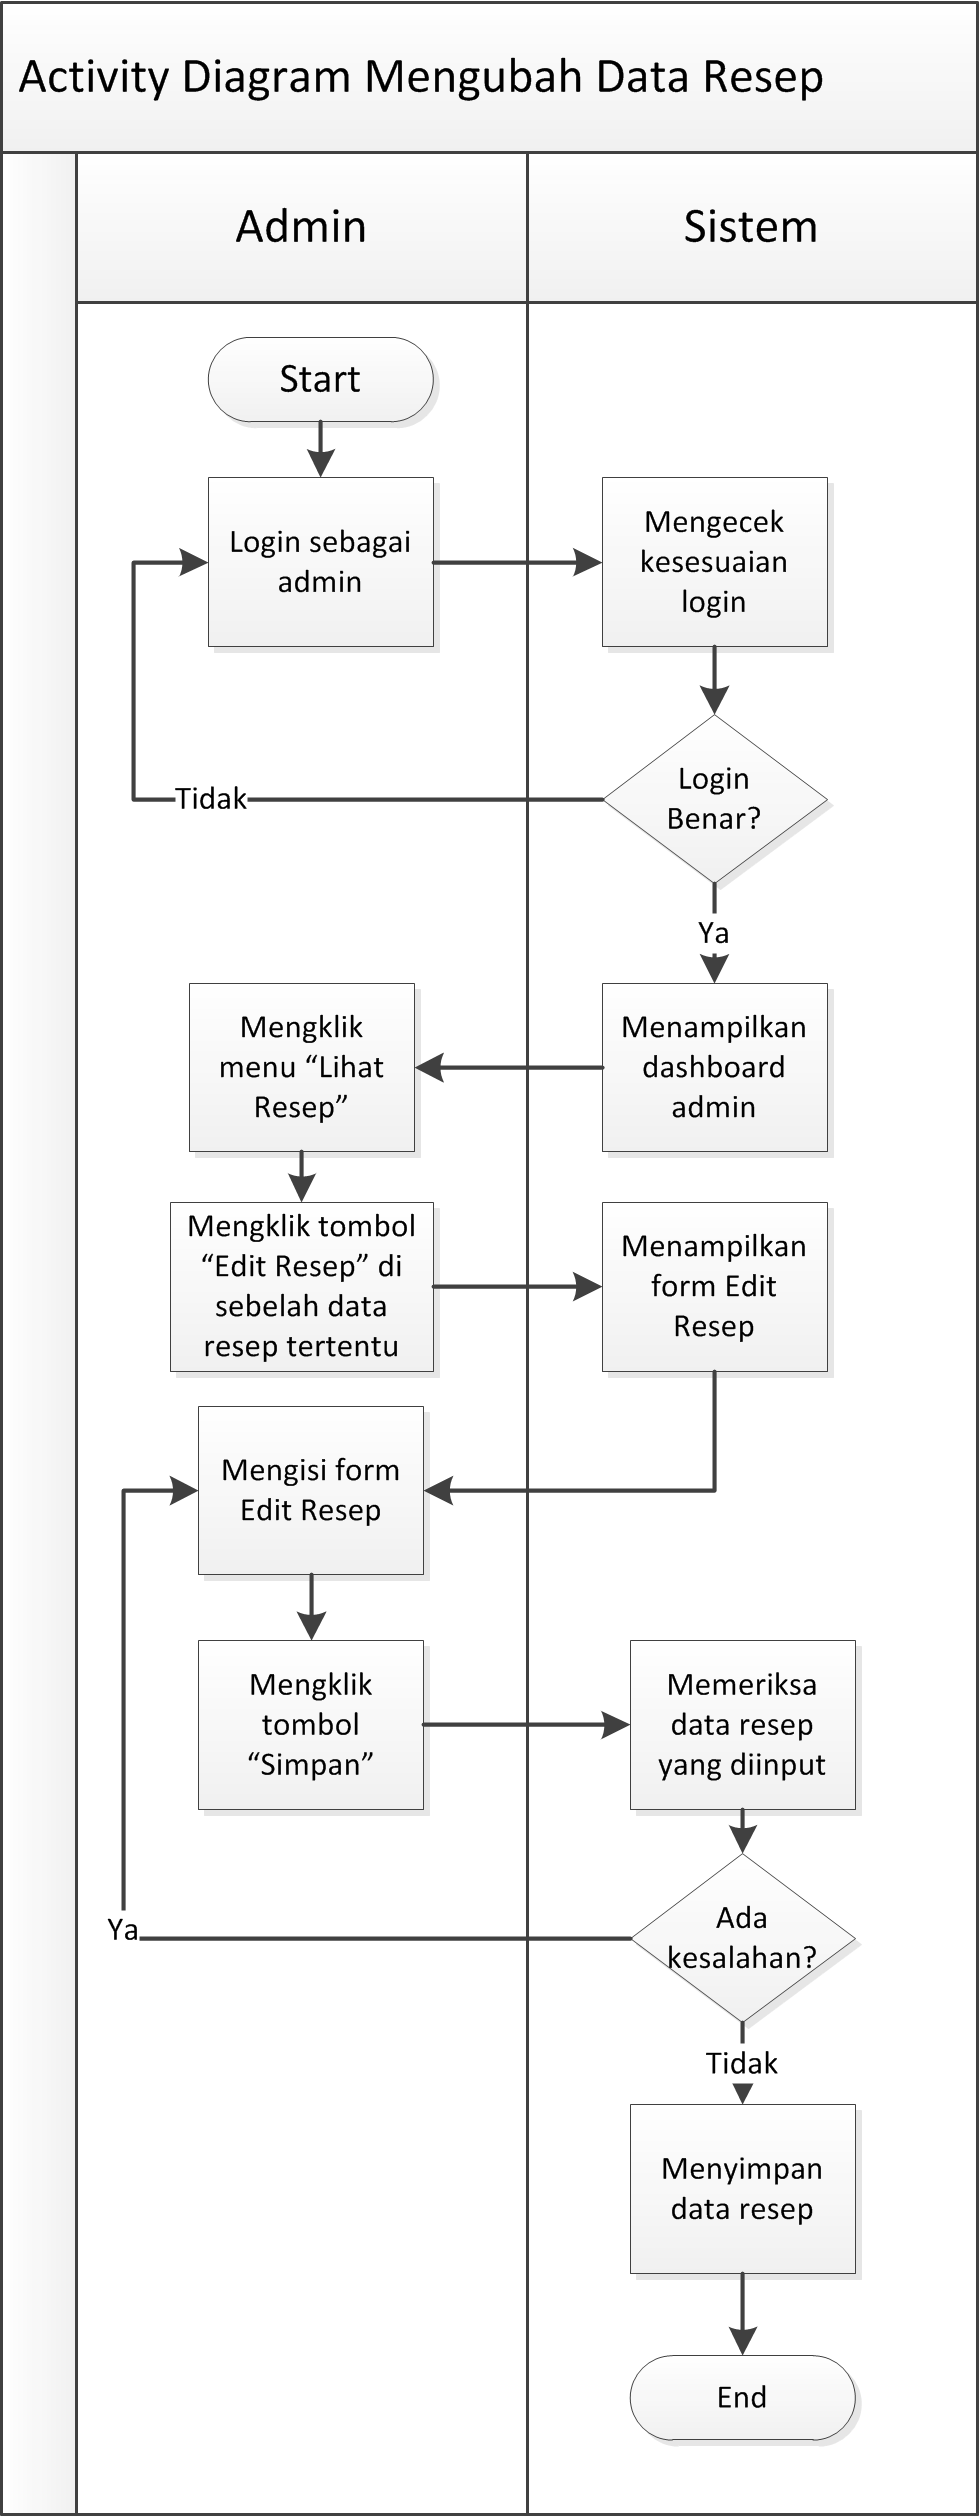 Activity Diagram Mengubah Data Resep
Admin
Sistem
Start
Login sebagai
admin
Mengecek
kesesuaian
login
Login
Benar?
Tidak
Ya
Menampilkan
dashboard
admin
Mengklik
menu “Lihat
Resep”
Mengklik tombol
“Edit Resep” di
sebelah data
resep tertentu
Menampilkan
form Edit
Resep
Mengisi form
Edit Resep
Mengklik
tombol
“Simpan”
Memeriksa
data resep
yang diinput
Ada
kesalahan?
Ya
Tidak
Menyimpan
data resep
End